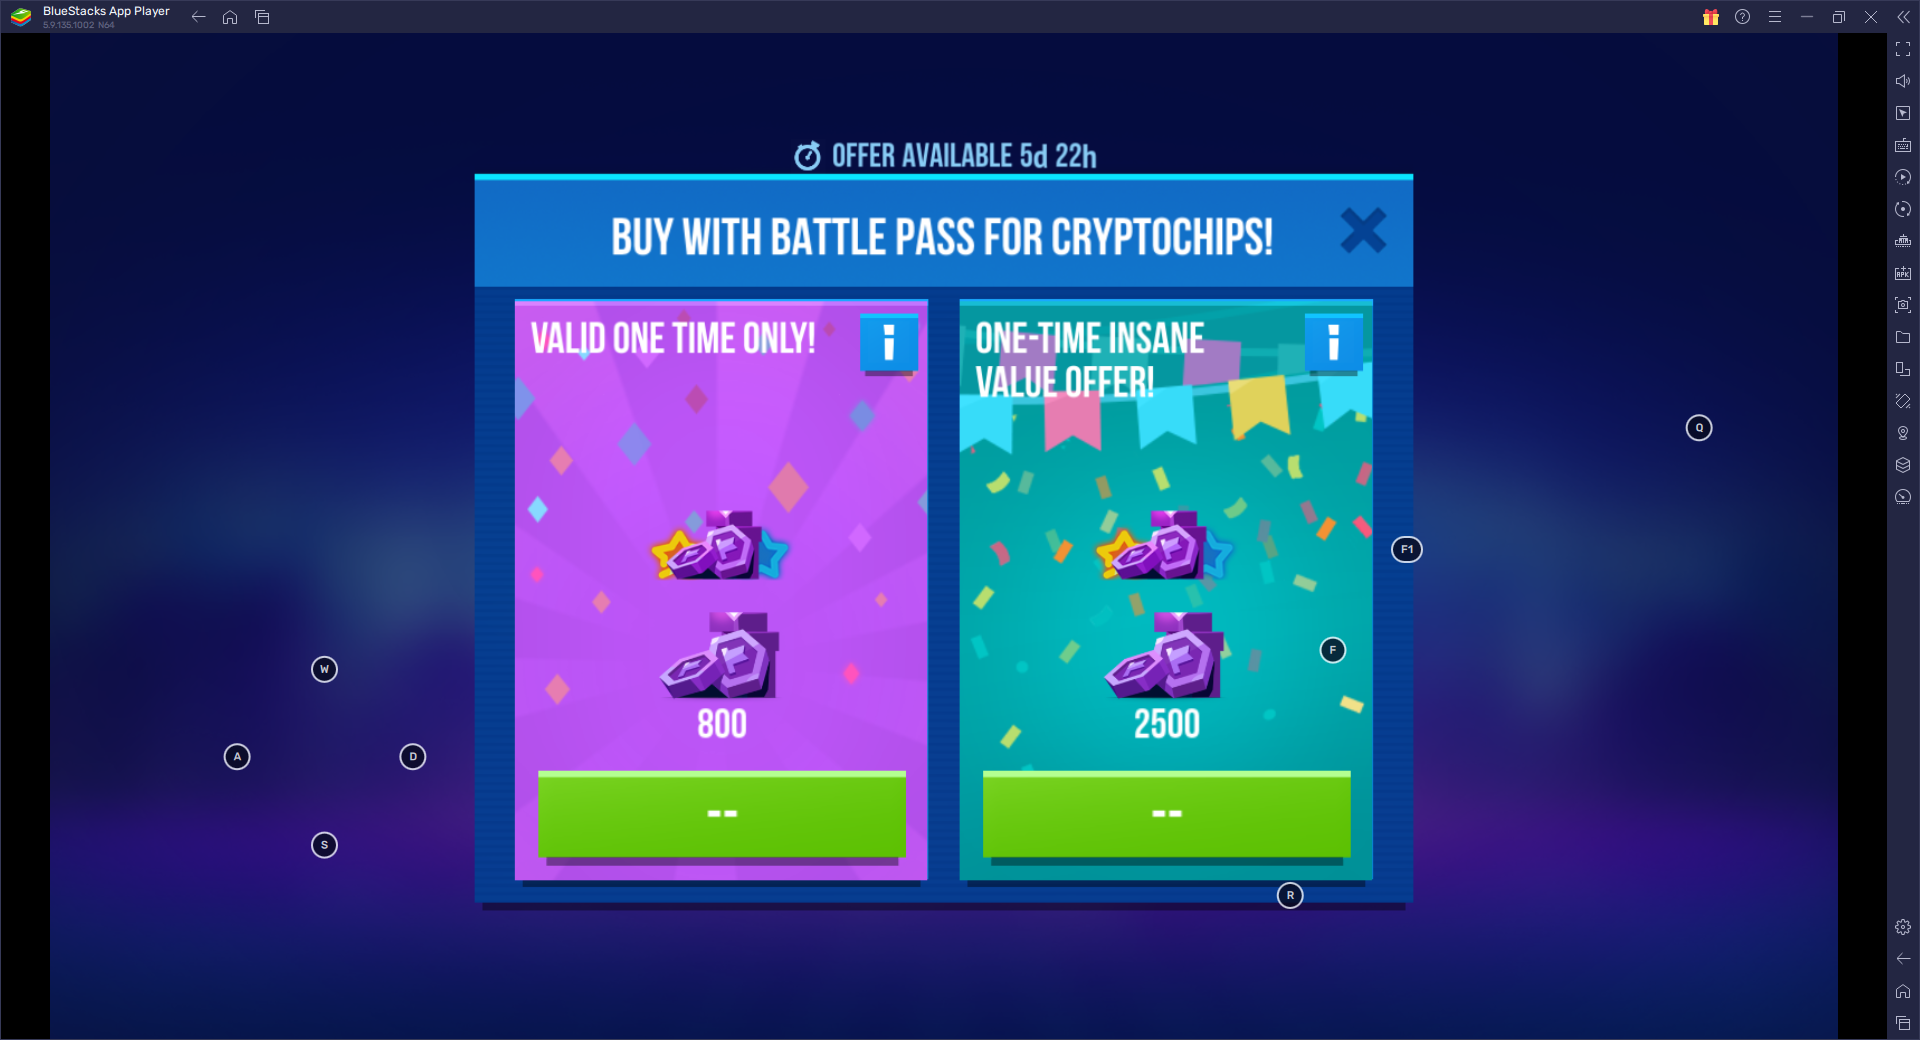 BlueStacks App Player
5.9.135.1002 N64
OFFER AVAILABLE 5d 22h
BUY WITH BATTLE PASS FOR CRYPTOCHIPS!
VALID ONE TIME ONLY!
i
800
--
ONE-TIME INSANE
VALUE OFFER!
i
2500
--
Q
F1
F
W
A
D
S
R
APK